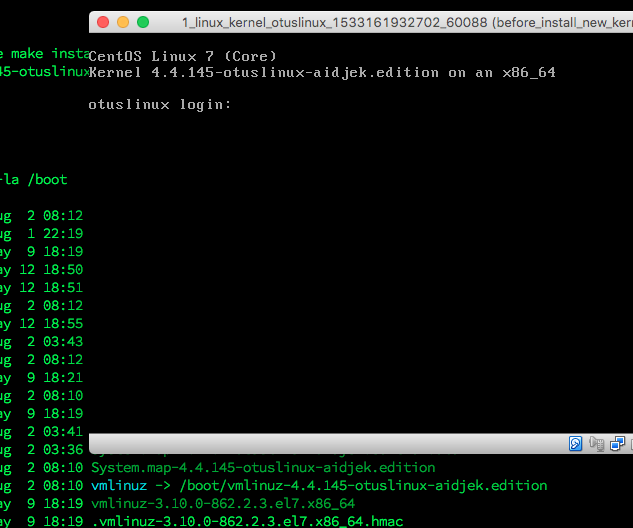 1_linux_kernel_otuslinux_1533161932702_60088 (before_install_new_ker
e make insta
CentOS Linux 7 (Core)
45-otuslinux
Kernel 4.4.145-otuslinux-aidjek.edition on an x86_64
otuslinux login:
-la /boot
ug  2 08:12
ug  1 22:19
ay  9 18:19
ay 12 18:50
ay 12 18:51
ug  2 08:12
ay 12 18:55
ug  2 03:43
ug  2 08:12
ay  9 18:21
ug  2 08:10
ay  9 18:19
ug  2 03:41
ug  2 03:36
ug  2 08:10 System.map-4.4.145-otuslinux-aidjek.edition
ug  2 08:10 vmlinuz -> /boot/vmlinuz-4.4.145-otuslinux-aidjek.edition
ay  9 18:19 vmlinuz-3.10.0-862.2.3.el7.x86_64
ay  9 18:19 .vmlinuz-3.10.0-862.2.3.el7.x86_64.hmac